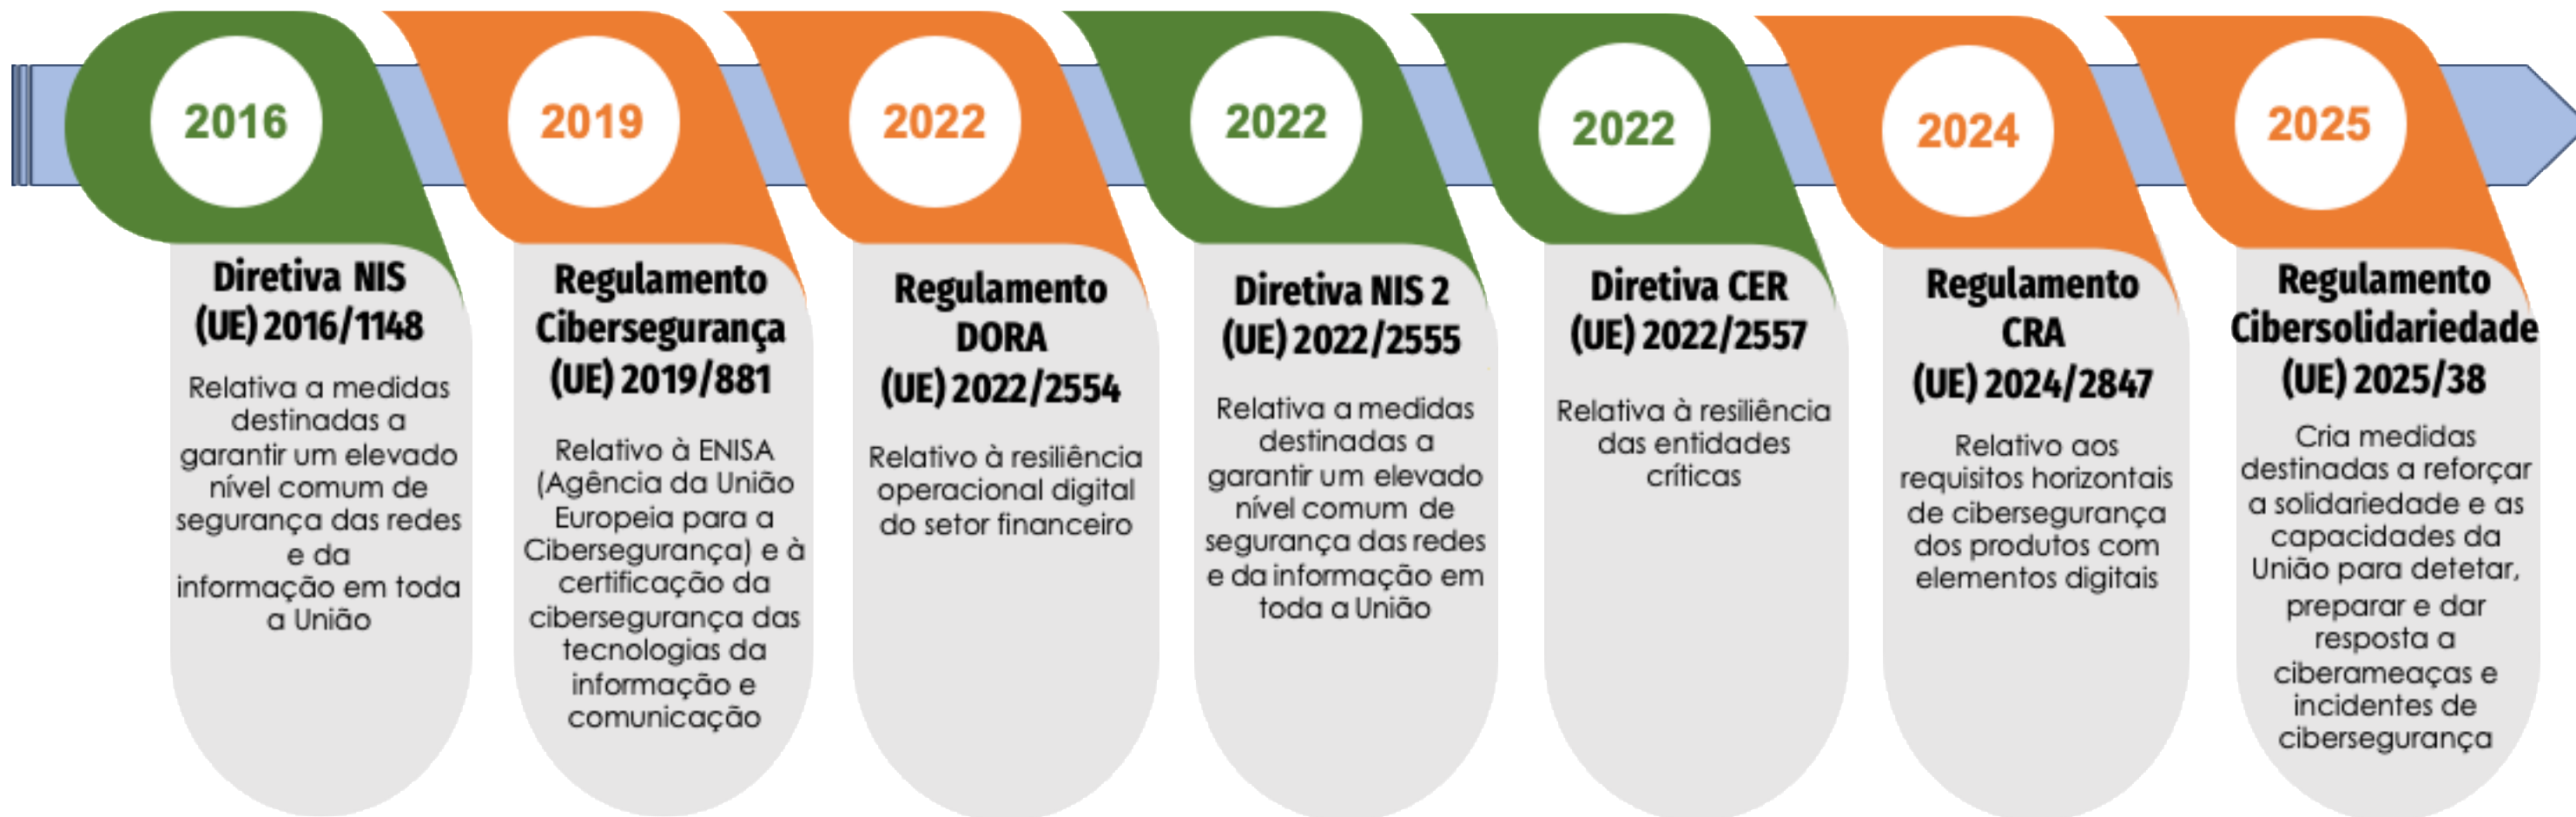 2016
Diretiva NIS
(UE) 2016/1148
Relativa a medidas
destinadas a
garantir um elevado
nível comum de
segurança das redes
e da
informação em toda
a União
2019
Regulamento
Cibersegurança
(UE) 2019/881
Relativo à ENISA
(Agência da União
Europeia para a
Cibersegurança) e à
certificação da
cibersegurança das
tecnologias da
informação e
comunicação
2022
Regulamento
DORA
(UE) 2022/2554
Relativo à resiliência
operacional digital
do setor financeiro
2022
Diretiva NIS 2
(UE) 2022/2555
Relativa a medidas
destinadas a
garantir um elevado
nível comum de
segurança das redes
e da informação em
toda a União
2022
Diretiva CER
(UE) 2022/2557
Relativa à resiliência
das entidades
críticas
2024
Regulamento
CRA
(UE) 2024/2847
Relativo aos
requisitos horizontais
de cibersegurança
dos produtos com
elementos digitais
2025
Regulamento
Cibersolidariedade
(UE) 2025/38
Cria medidas
destinadas a reforçar
a solidariedade e as
capacidades da
União para detetar,
preparar e dar
resposta a
ciberameaças e
incidentes de
cibersegurança